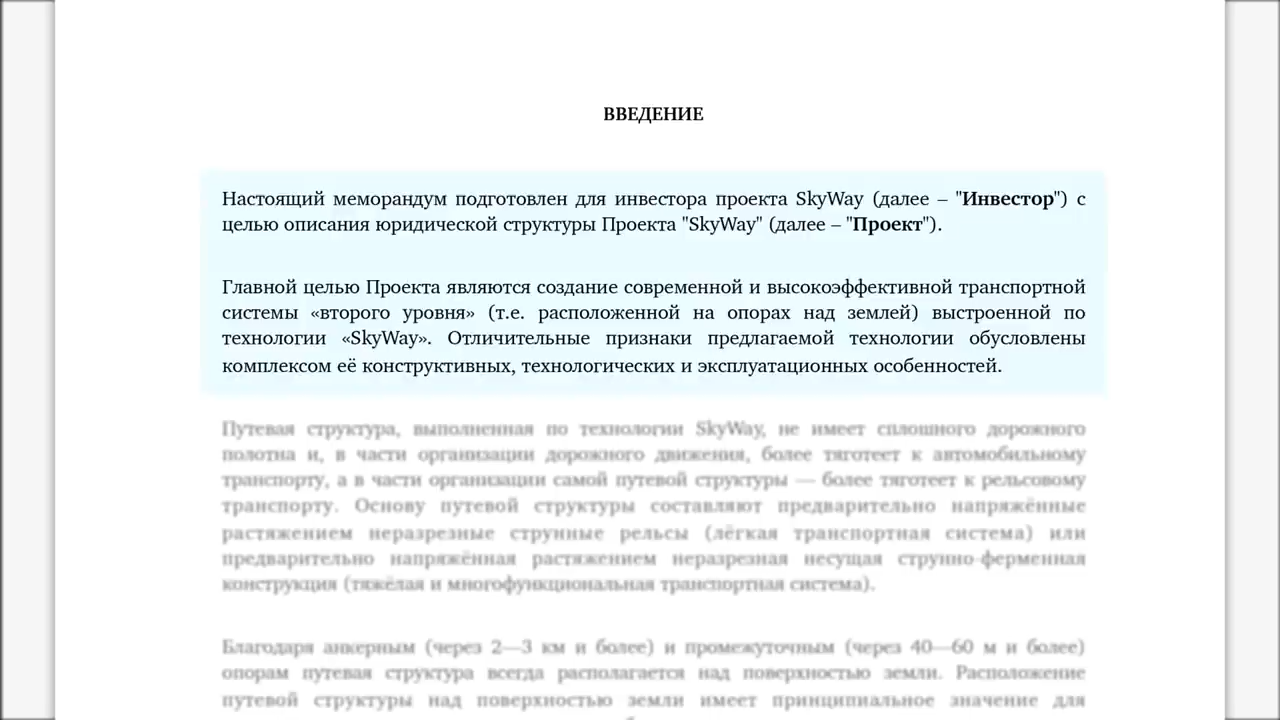 ВВЕДЕНИЕ
Настоящий меморандум подготовлен для инвестора проекта SkyWay (далее – "Инвестор") с
целью описания юридической структуры Проекта "SkyWay" (далее – "Проект").
Главной целью Проекта являются создание современной и высокоэффективной транспортной
системы «второго уровня» (т.е. расположенной на опорах над землей) выстроенной по
технологии «SkyWay». Отличительные признаки предлагаемой технологии обусловлены
комплексом её конструктивных, технологических и эксплуатационных особенностей.
Путевая структура, выполненная по технологии SkyWay, не имеет сплошного дорожного
полотна и, в части организации дорожного движения, более тяготеет к автомобильному
транспорту, а в части организации самой путевой структуры — более тяготеет к рельсовому
транспорту. Основу путевой структуры составляют предварительно напряжённые
растяжением неразрезные струнные рельсы (лёгкая транспортная система) или
предварительно напряжённая растяжением неразрезная несущая струнно-ферменная
конструкция (тяжёлая и многофункциональная транспортная система).
Благодаря анкерным (через 2—3 км и более) и промежуточным (через 40—60 м и более)
опорам путевая структура всегда располагается над поверхностью земли. Расположение
путевой структуры над поверхностью земли имеет принципиальное значение для